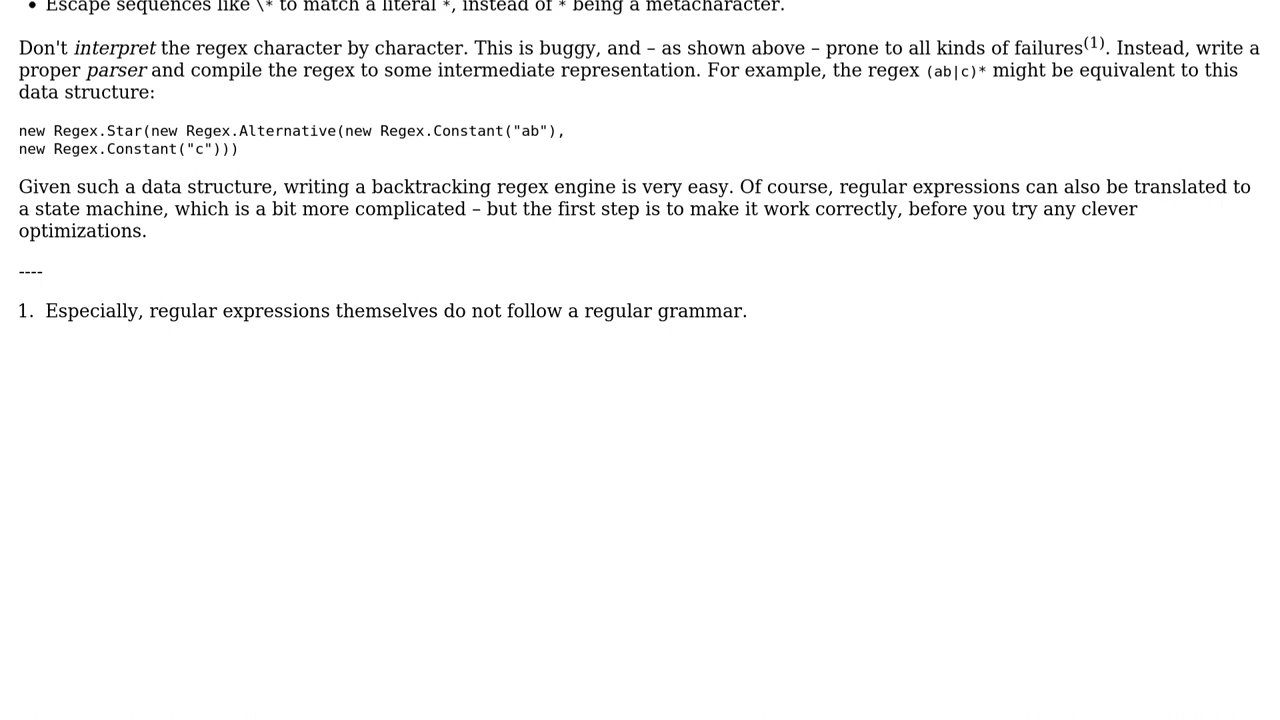 • Escape sequences like \* to match a literal *, instead of * being a metacharacter.
Don't interpret the regex character by character. This is buggy, and – as shown above – prone to all kinds of failures(1). Instead, write a
proper parser and compile the regex to some intermediate representation. For example, the regex (ab|c)* might be equivalent to this
data structure:
new Regex.Star(new Regex.Alternative(new Regex.Constant("ab"),
new Regex.Constant("c")))
Given such a data structure, writing a backtracking regex engine is very easy. Of course, regular expressions can also be translated to
a state machine, which is a bit more complicated – but the first step is to make it work correctly, before you try any clever
optimizations.
----
1. Especially, regular expressions themselves do not follow a regular grammar.